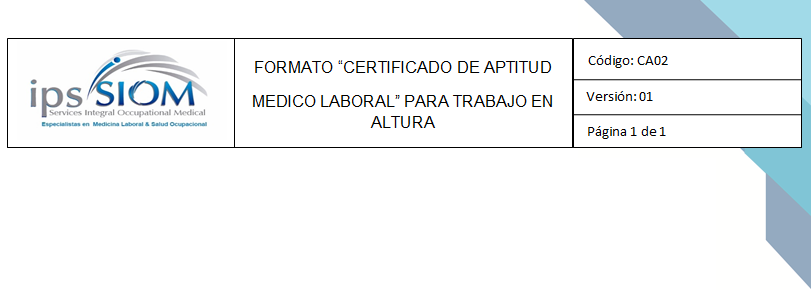 ips SIOM
Services Integral Occupational Medical
Especialistas en Medicina Laboral & Salud Ocupacional
FORMATO “CERTIFICADO DE APTITUD
MEDICO LABORAL” PARA TRABAJO EN
ALTURA
Código: CA02
Versión: 01
Página 1 de 1